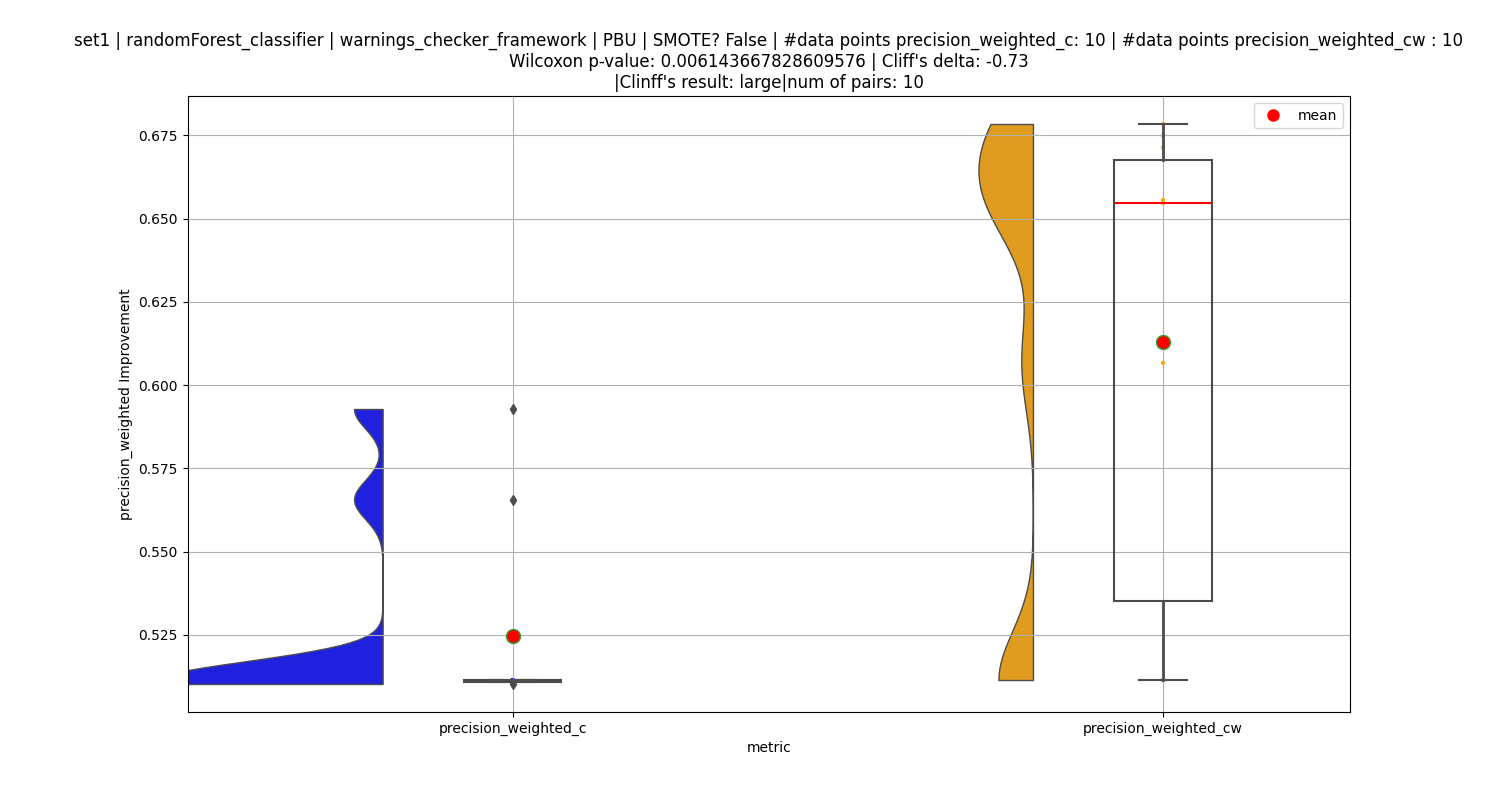 set1 | randomForest_classifier | warnings_checker_framework | PBU | SMOTE? False | #data points precision_weighted_c: 10 | #data points precision_weighted_cw : 10
Wilcoxon p-value: 0.006143667828609576 | Cliff's delta: -0.73
|Clinff's result: large|num of pairs: 10
mean
0.675
0.650
0.625
0.600
0.575
0.550
0.525
precision_weighted Improvement
precision_weighted_c
precision_weighted_cw
metric